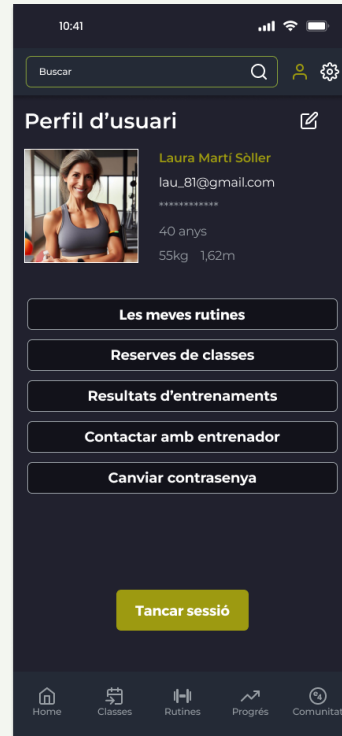 10:41
Buscar
Perfil d'usuari
Laura Martí Sòller
lau_81@gmail.com
************
40 anys
55kg 1,62m
Les meves rutines
Reserves de classes
Resultats d'entrenaments
Contactar amb entrenador
Canviar contrasenya
Tancar sessió
Home Classes Rutines Progrés Comunitat